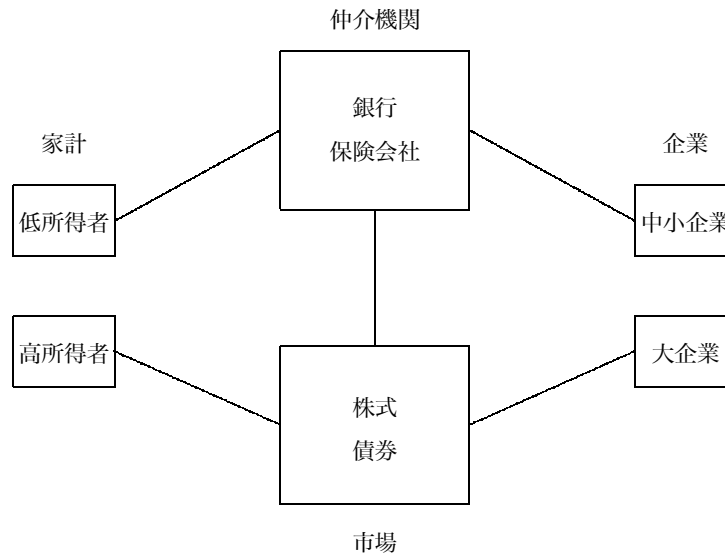 仲介機関
銀行
保険会社
家計
企業
低所得者
中小企業
高所得者
大企業
株式
債券
市場